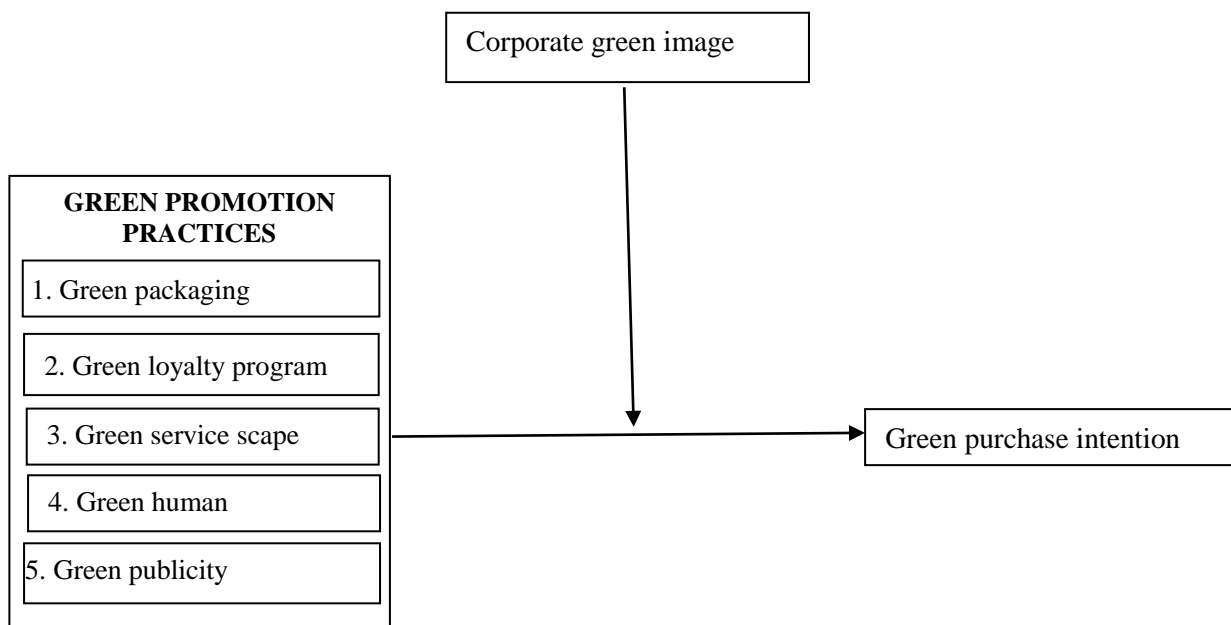 Corporate green image
GREEN PROMOTION
PRACTICES
1. Green packaging
2. Green loyalty program
3. Green service scape
4. Green human
5. Green publicity
Green purchase intention